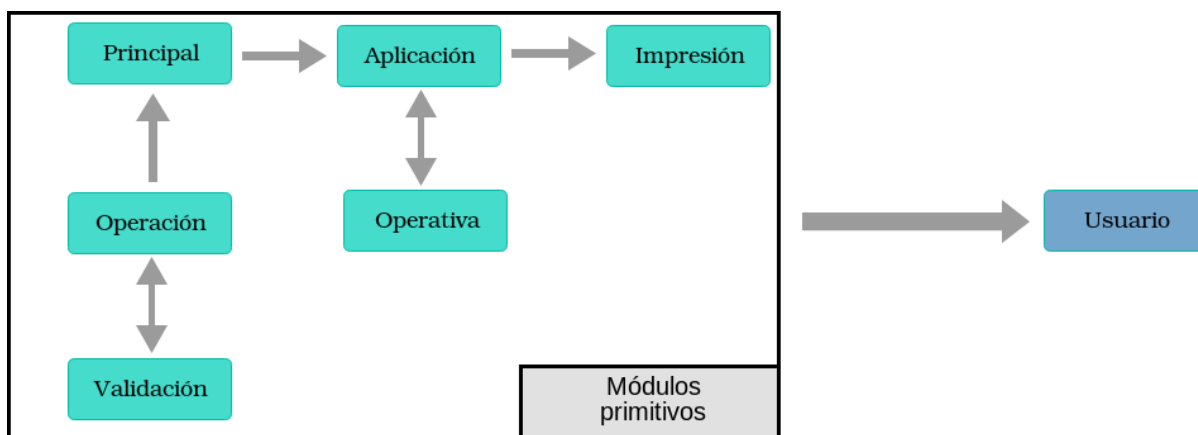 Principal
Aplicación
Impresión
Operación
Operativa
Usuario
Validación
Módulos
primitivos